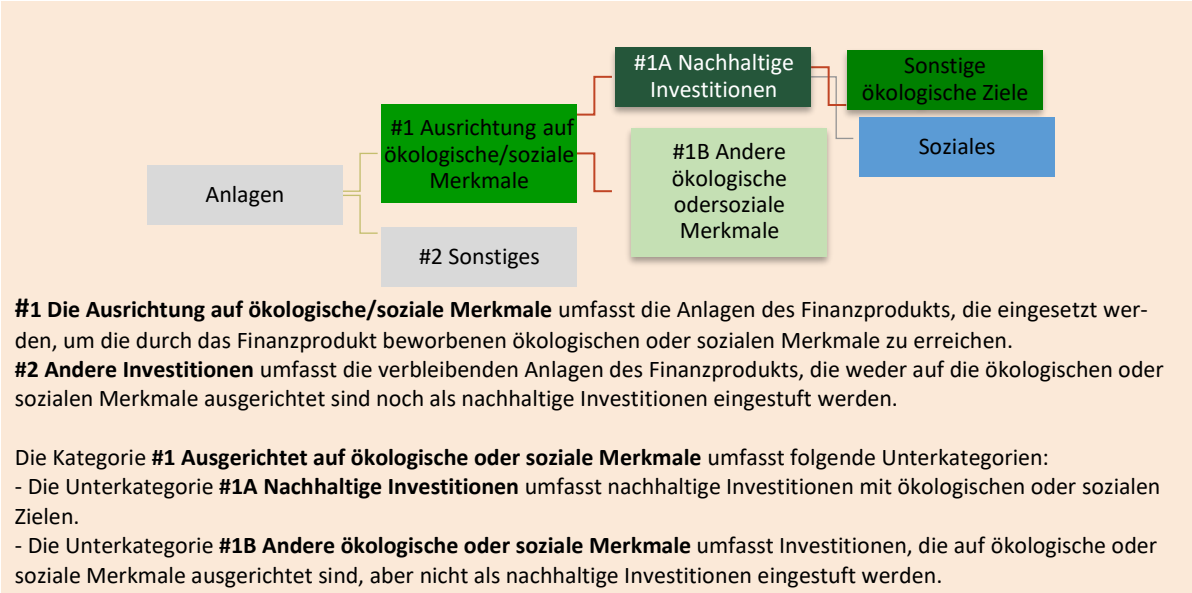 #1A Nachhaltige
Investitionen
Sonstige
ökologische Ziele
#1 Ausrichtung auf
ökologische/soziale
Merkmale
Soziales
#1B Andere
ökologische
odersoziale
Merkmale
Anlagen
#2 Sonstiges
#1 Die Ausrichtung auf ökologische/soziale Merkmale umfasst die Anlagen des Finanzprodukts, die eingesetzt wer-
den, um die durch das Finanzprodukt beworbenen ökologischen oder sozialen Merkmale zu erreichen.
#2 Andere Investitionen umfasst die verbleibenden Anlagen des Finanzprodukts, die weder auf die ökologischen oder
sozialen Merkmale ausgerichtet sind noch als nachhaltige Investitionen eingestuft werden.
Die Kategorie #1 Ausgerichtet auf ökologische oder soziale Merkmale umfasst folgende Unterkategorien:
- Die Unterkategorie #1A Nachhaltige Investitionen umfasst nachhaltige Investitionen mit ökologischen oder sozialen
Zielen.
- Die Unterkategorie #1B Andere ökologische oder soziale Merkmale umfasst Investitionen, die auf ökologische oder
soziale Merkmale ausgerichtet sind, aber nicht als nachhaltige Investitionen eingestuft werden.